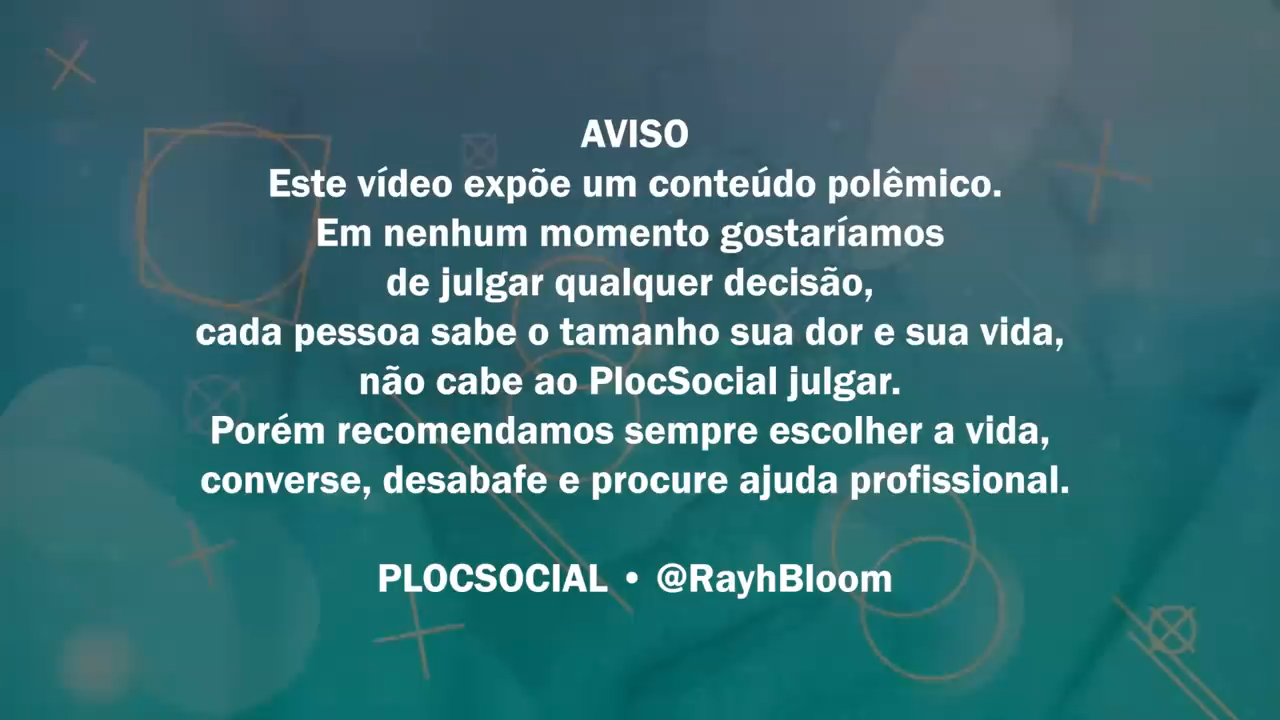 AVISO
Este vídeo expõe um conteúdo polêmico.
Em nenhum momento gostaríamos
de julgar qualquer decisão,
cada pessoa sabe o tamanho sua dor e sua vida,
não cabe ao PlocSocial julgar.
Porém recomendamos sempre escolher a vida,
converse, desabafe e procure ajuda profissional.
PLOCSOCIAL • @RayhBloom